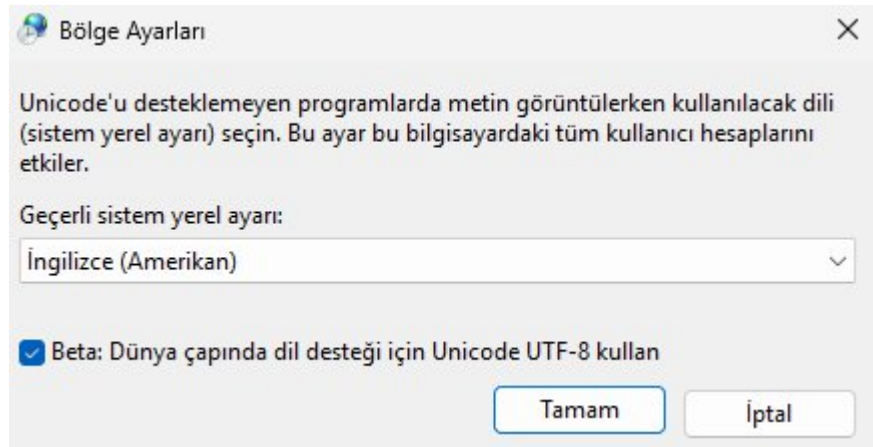 Bölge Ayarları
Unicode'u desteklemeyen programlarda metin görüntülerken kullanılacak dili
(sistem yerel ayarı) seçin. Bu ayar bu bilgisayardaki tüm kullanıcı hesaplarını
etkiler.
Geçerli sistem yerel ayarı:
İngilizce (Amerikan)
Beta: Dünya çapında dil desteği için Unicode UTF-8 kullan
Tamam
İptal